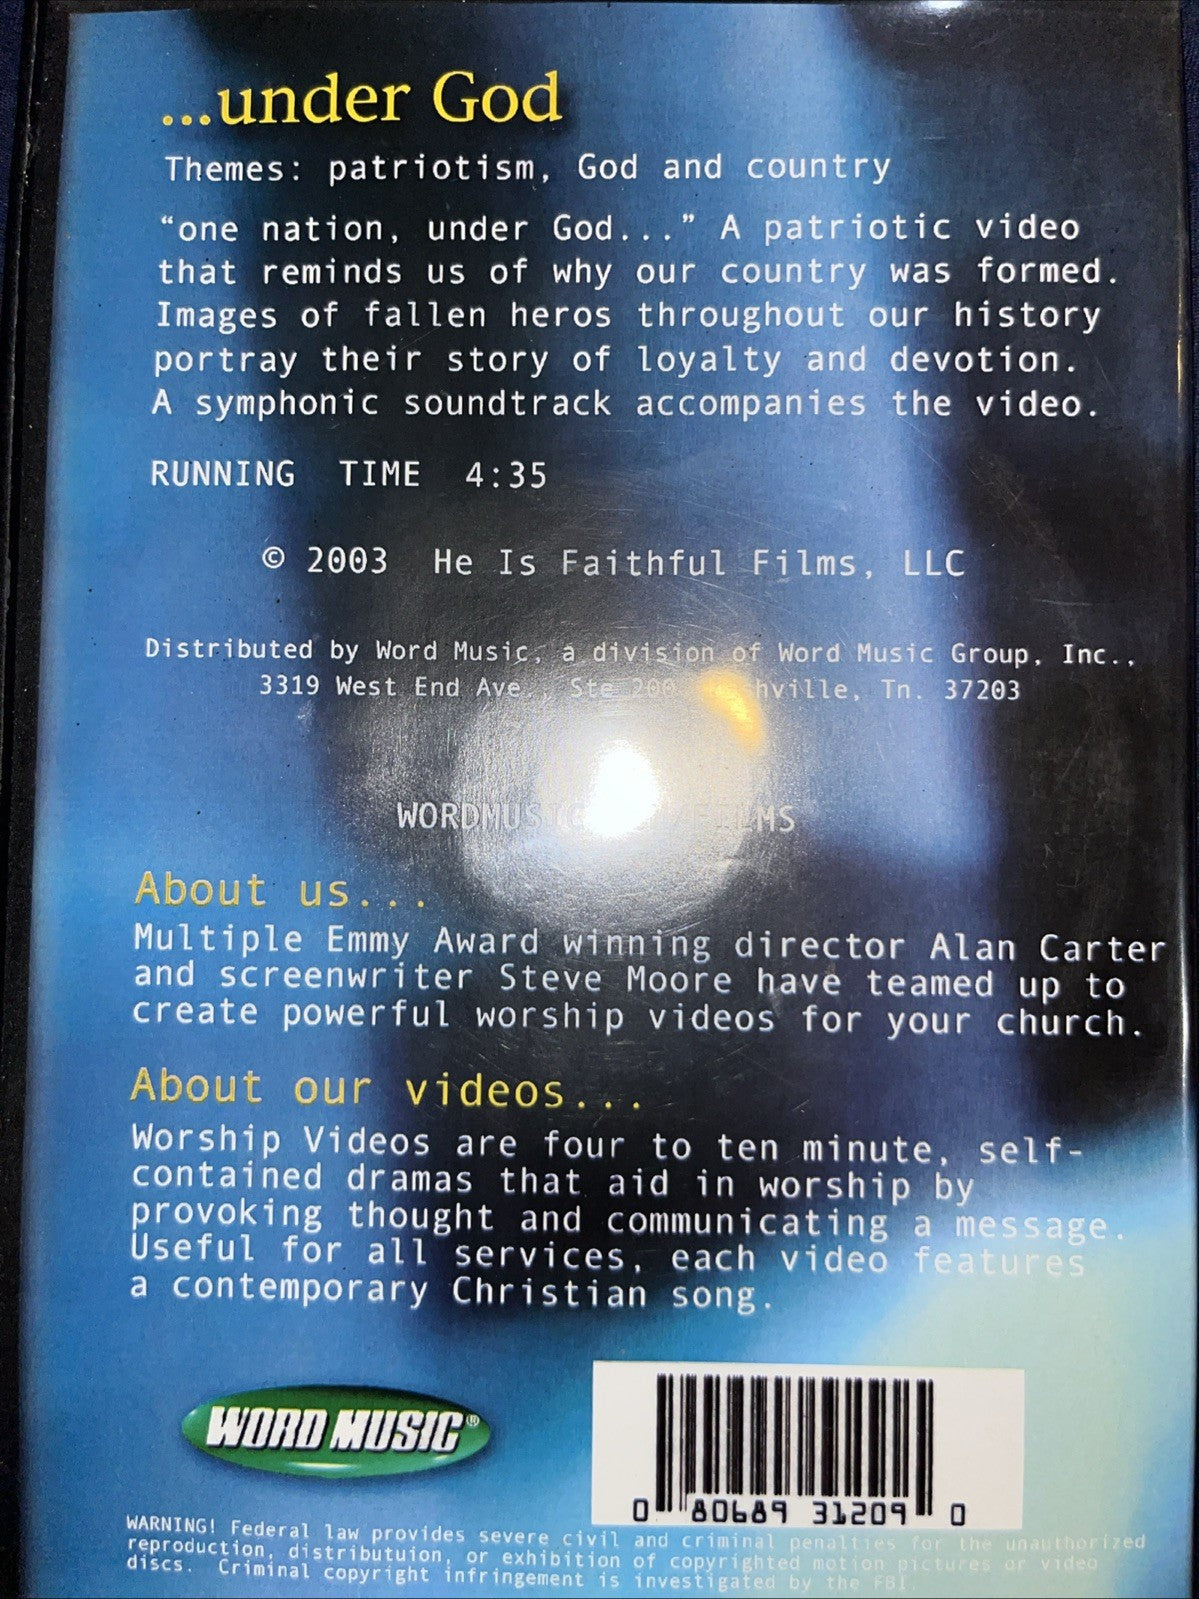 ...under God
Themes: patriotism, God and country
“one nation, under God...” A patriotic video
that reminds us of why our country was formed.
Images of fallen heros throughout our history
portray their story of loyalty and devotion.
A symphonic soundtrack accompanies the video.
RUNNING TIME 4:35
© 2003 He Is Faithful Films, LLC
Distributed by Word Music, a division of Word Music Group, Inc.,
3319 West End Ave., Ste 200 Tn. 37203
About us...
Multiple Emmy Award winning director Alan Carter
and screenwriter Steve Moore have teamed up to
create powerful worship videos for your church.
About our videos...
Worship Videos are four to ten minute, self-
contained dramas that aid in worship by
provoking thought and communicating a message.
Useful for all services, each video features
a contemporary Christian song.
WORD MUSIC®
0 80689 31209 0
WARNING! Federal law provides severe civil and criminal penalties for the unauthorized
reproduction, distributuion, or exhibition of copyrighted motion pictures or video
discs. Criminal copyright infringement is investigated by the FBI.